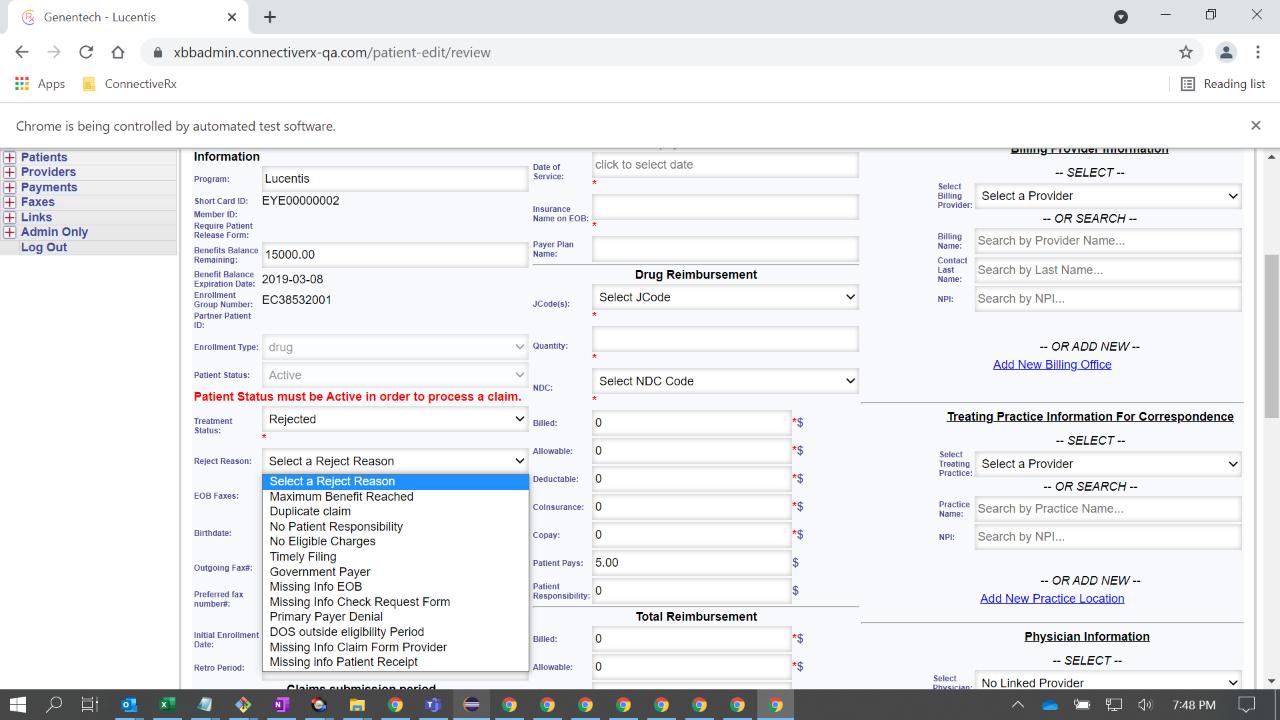 Genentech - Lucentis
xbbadmin.connectiverx-qa.com/patient-edit/review
Apps
ConnectiveRx
Reading list
Chrome is being controlled by automated test software.
Patients
Providers
Payments
Faxes
Links
Admin Only
Log Out
Information
Program:
Lucentis
Short Card ID:
EYE00000002
Member ID:
Require Patient
Release Form:
Benefits Balance
Remaining:
15000.00
Benefit Balance
Expiration Date:
2019-03-08
Enrollment
Group Number:
EC38532001
Partner Patient
ID:
Enrollment Type:
drug
Patient Status:
Active
Patient Status must be Active in order to process a claim.
Treatment
Status:
Rejected
*
Reject Reason:
Select a Reject Reason
Select a Reject Reason
Maximum Benefit Reached
Duplicate claim
No Patient Responsibility
No Eligible Charges
Timely Filing
Government Payer
Missing Info EOB
Missing Info Check Request Form
Primary Payer Denial
DOS outside eligibility Period
Missing Info Claim Form Provider
Missing info Patient Receipt
EOB Faxes:
Birthdate:
Outgoing Fax#:
Preferred fax
number#:
Initial Enrollment
Date:
Retro Period:
Claims submission period
Date of
Service:
click to select date
*
Insurance
Name on EOB:
*
Payer Plan
Name:
Drug Reimbursement
JCode(s):
Select JCode
*
Quantity:
*
NDC:
Select NDC Code
*
Billed:
0
*$
Allowable:
0
*$
Deductable:
0
*$
CoInsurance:
0
*$
Copay:
0
*$
Patient Pays:
5.00
$
Patient
Responsibility:
0
$
Total Reimbursement
Billed:
0
*$
Allowable:
0
*$
Billing Provider Information
-- SELECT --
Select
Billing
Provider:
Select a Provider
-- OR SEARCH --
Billing
Name:
Search by Provider Name...
Contact
Last
Name:
Search by Last Name...
NPI:
Search by NPI...
-- OR ADD NEW --
Add New Billing Office
Treating Practice Information For Correspondence
-- SELECT --
Select
Treating
Practice:
Select a Provider
-- OR SEARCH --
Practice
Name:
Search by Practice Name...
NPI:
Search by NPI...
-- OR ADD NEW --
Add New Practice Location
Physician Information
-- SELECT --
Select
Physician:
No Linked Provider
7:48 PM